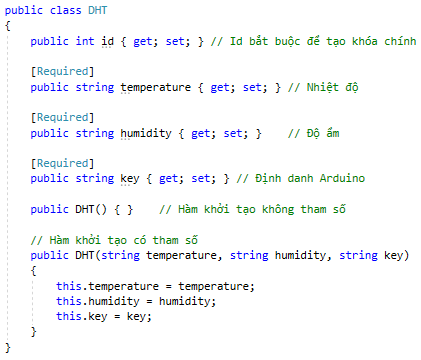 public class DHT
{
public int id { get; set; } // Id bắt buộc để tạo khóa chính
[Required]
public string temperature { get; set; } // Nhiệt độ
[Required]
public string humidity { get; set; }    // Độ ẩm
[Required]
public string key { get; set; } // Định danh Arduino
public DHT() { }    // Hàm khởi tạo không tham số
// Hàm khởi tạo có tham số
public DHT(string temperature, string humidity, string key)
{
this.temperature = temperature;
this.humidity = humidity;
this.key = key;
}
}